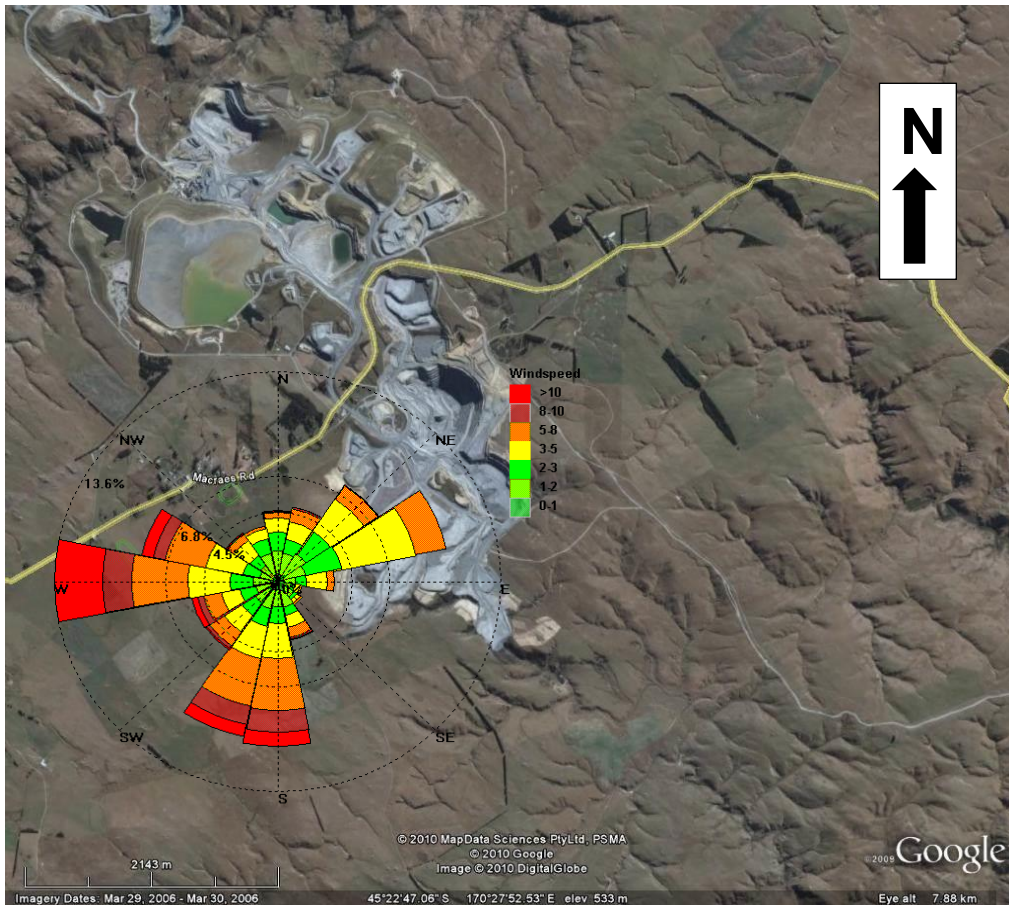 N
Windspeed
>10
8-10
5-8
3-5
2-3
1-2
0-1
N
NW
NE
13.6%
Macraes Rd
6.8%
4.5%
W
E
SW
SE
S
2143 m
© 2010 MapData Sciences PtyLtd, PSMA
© 2010 Google
Image © 2010 DigitalGlobe
©2009 Google
Imagery Dates: Mar 29, 2006 - Mar 30, 2006
45°22'47.06" S 170°27'52.53" E elev 533 m
Eye alt 7.88 km